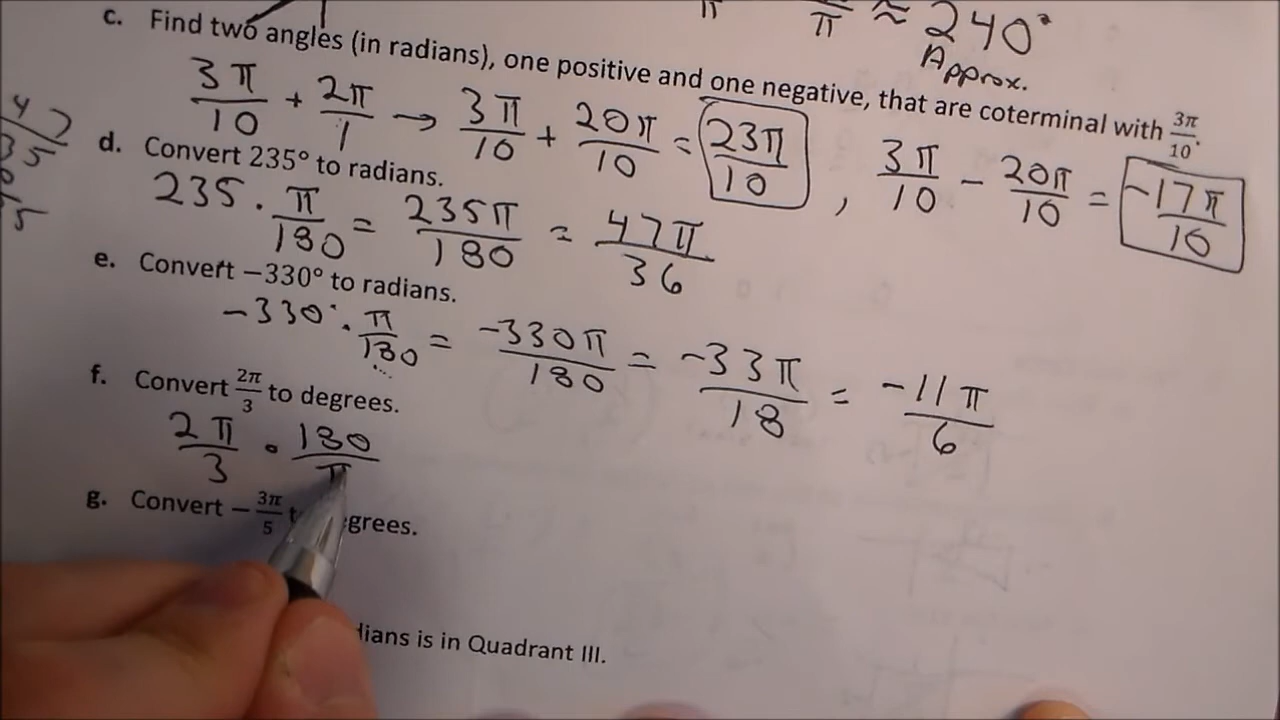 π π ≈ 240°
Approx.
c. Find two angles (in radians), one positive and one negative, that are coterminal with 3π/10.
3π/10 + 2π/1 → 3π/10 + 20π/10 = 23π/10 , 3π/10 - 20π/10 = -17π/10
d. Convert 235° to radians.
235 · π/180 = 235π/180 = 47π/36
e. Convert −330° to radians.
-330° · π/180 = -330π/180 = -33π/18 = -11π/6
f. Convert 2π/3 to degrees.
2π/3 · 180/π
g. Convert −3π/5 t egrees.
dians is in Quadrant III.